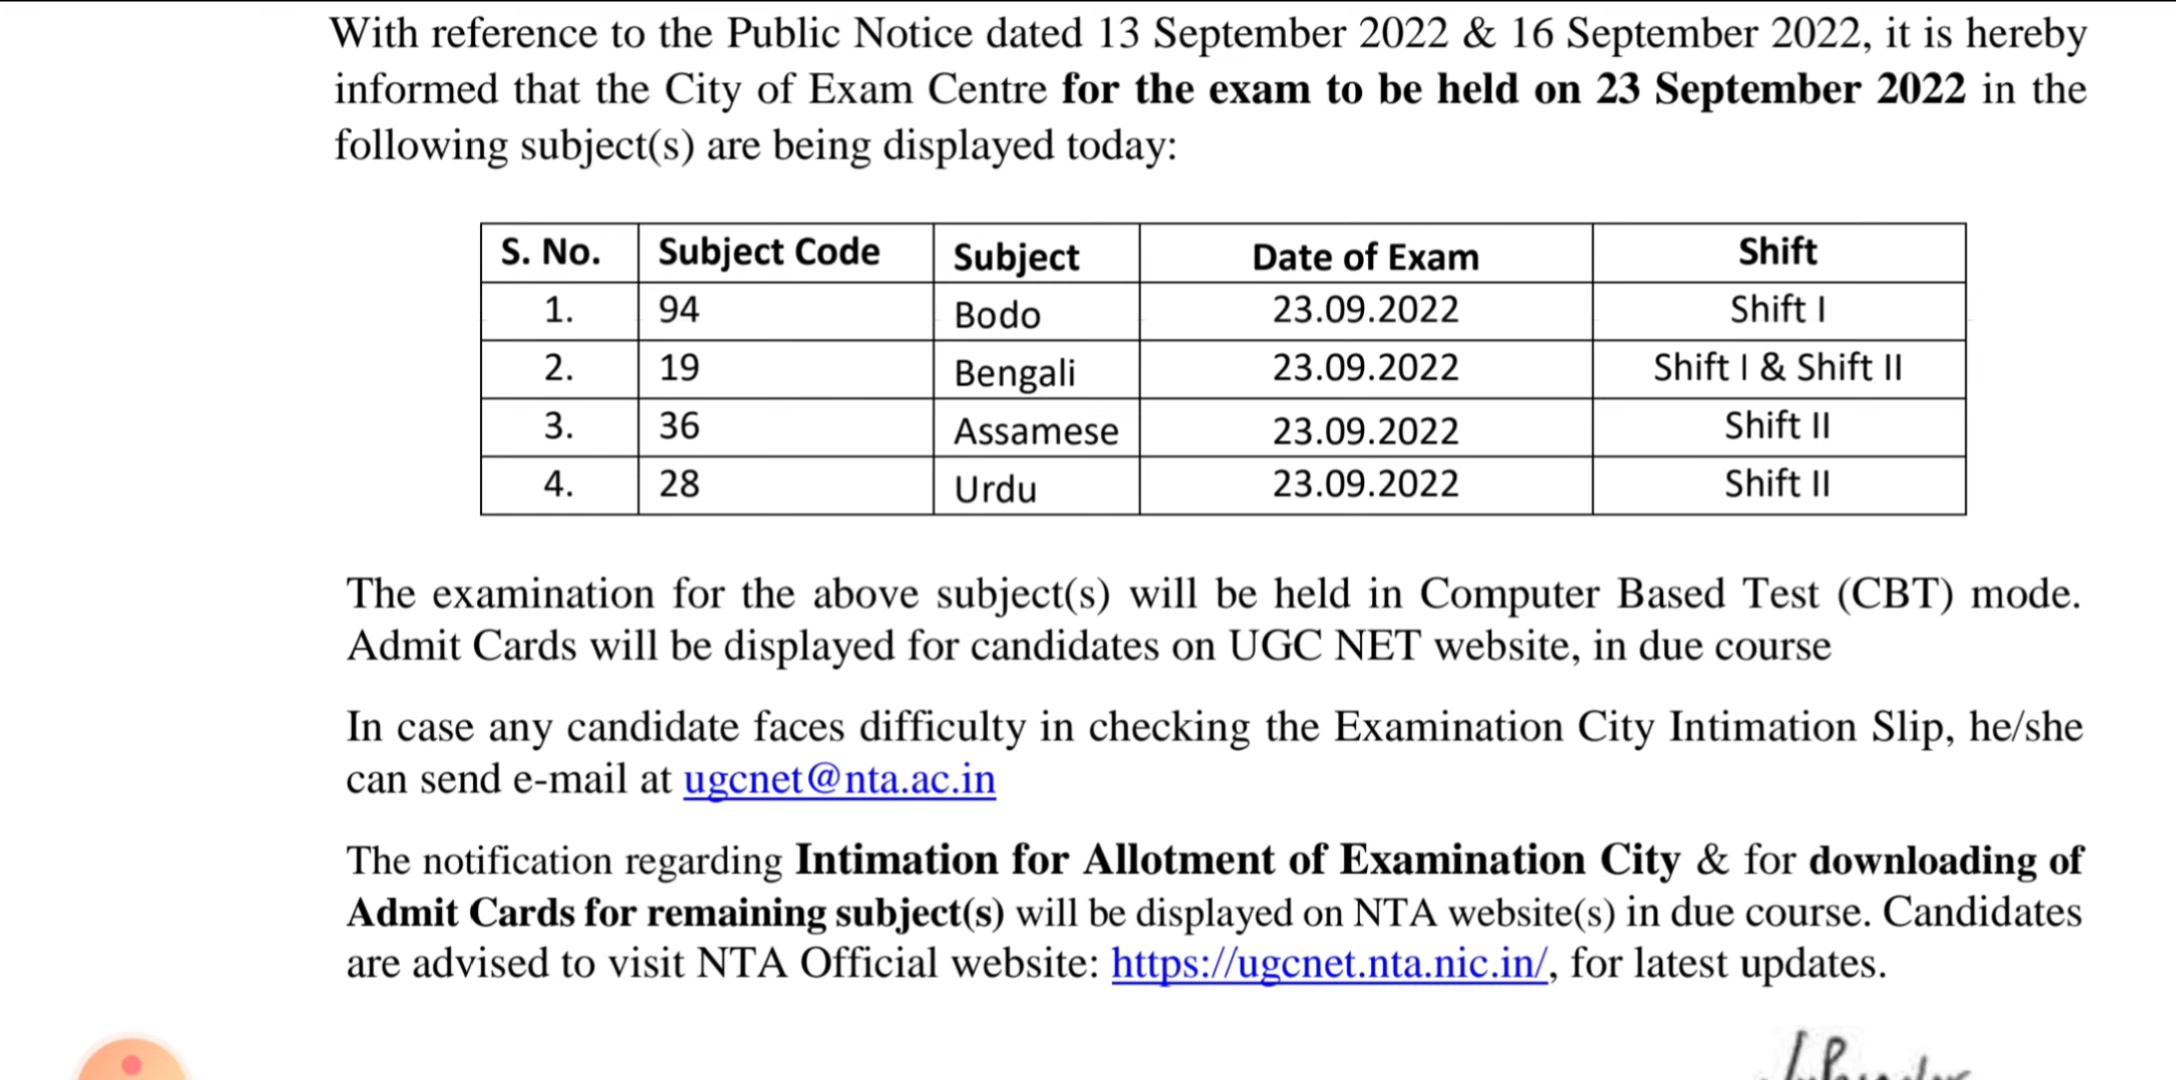 With reference to the Public Notice dated 13 September 2022 & 16 September 2022, it is hereby
informed that the City of Exam Centre for the exam to be held on 23 September 2022 in the
following subject(s) are being displayed today:
S. No. Subject Code Subject Date of Exam Shift
1. 94 Bodo 23.09.2022 Shift I
2. 19 Bengali 23.09.2022 Shift I & Shift II
3. 36 Assamese 23.09.2022 Shift II
4. 28 Urdu 23.09.2022 Shift II
The examination for the above subject(s) will be held in Computer Based Test (CBT) mode.
Admit Cards will be displayed for candidates on UGC NET website, in due course
In case any candidate faces difficulty in checking the Examination City Intimation Slip, he/she
can send e-mail at ugcnet@nta.ac.in
The notification regarding Intimation for Allotment of Examination City & for downloading of
Admit Cards for remaining subject(s) will be displayed on NTA website(s) in due course. Candidates
are advised to visit NTA Official website: https://ugcnet.nta.nic.in/, for latest updates.